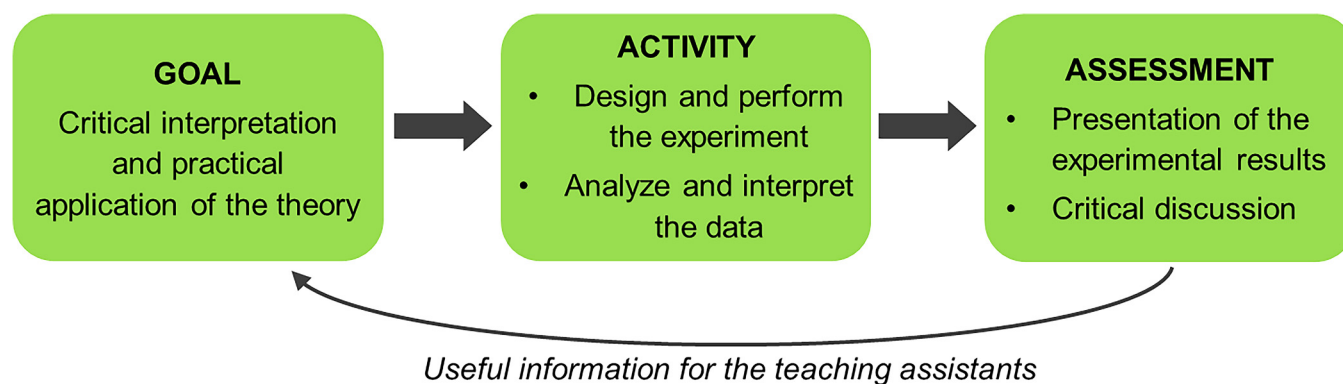 GOAL
Critical interpretation
and practical
application of the theory
ACTIVITY
• Design and perform
the experiment
• Analyze and interpret
the data
ASSESSMENT
• Presentation of the
experimental results
• Critical discussion
Useful information for the teaching assistants